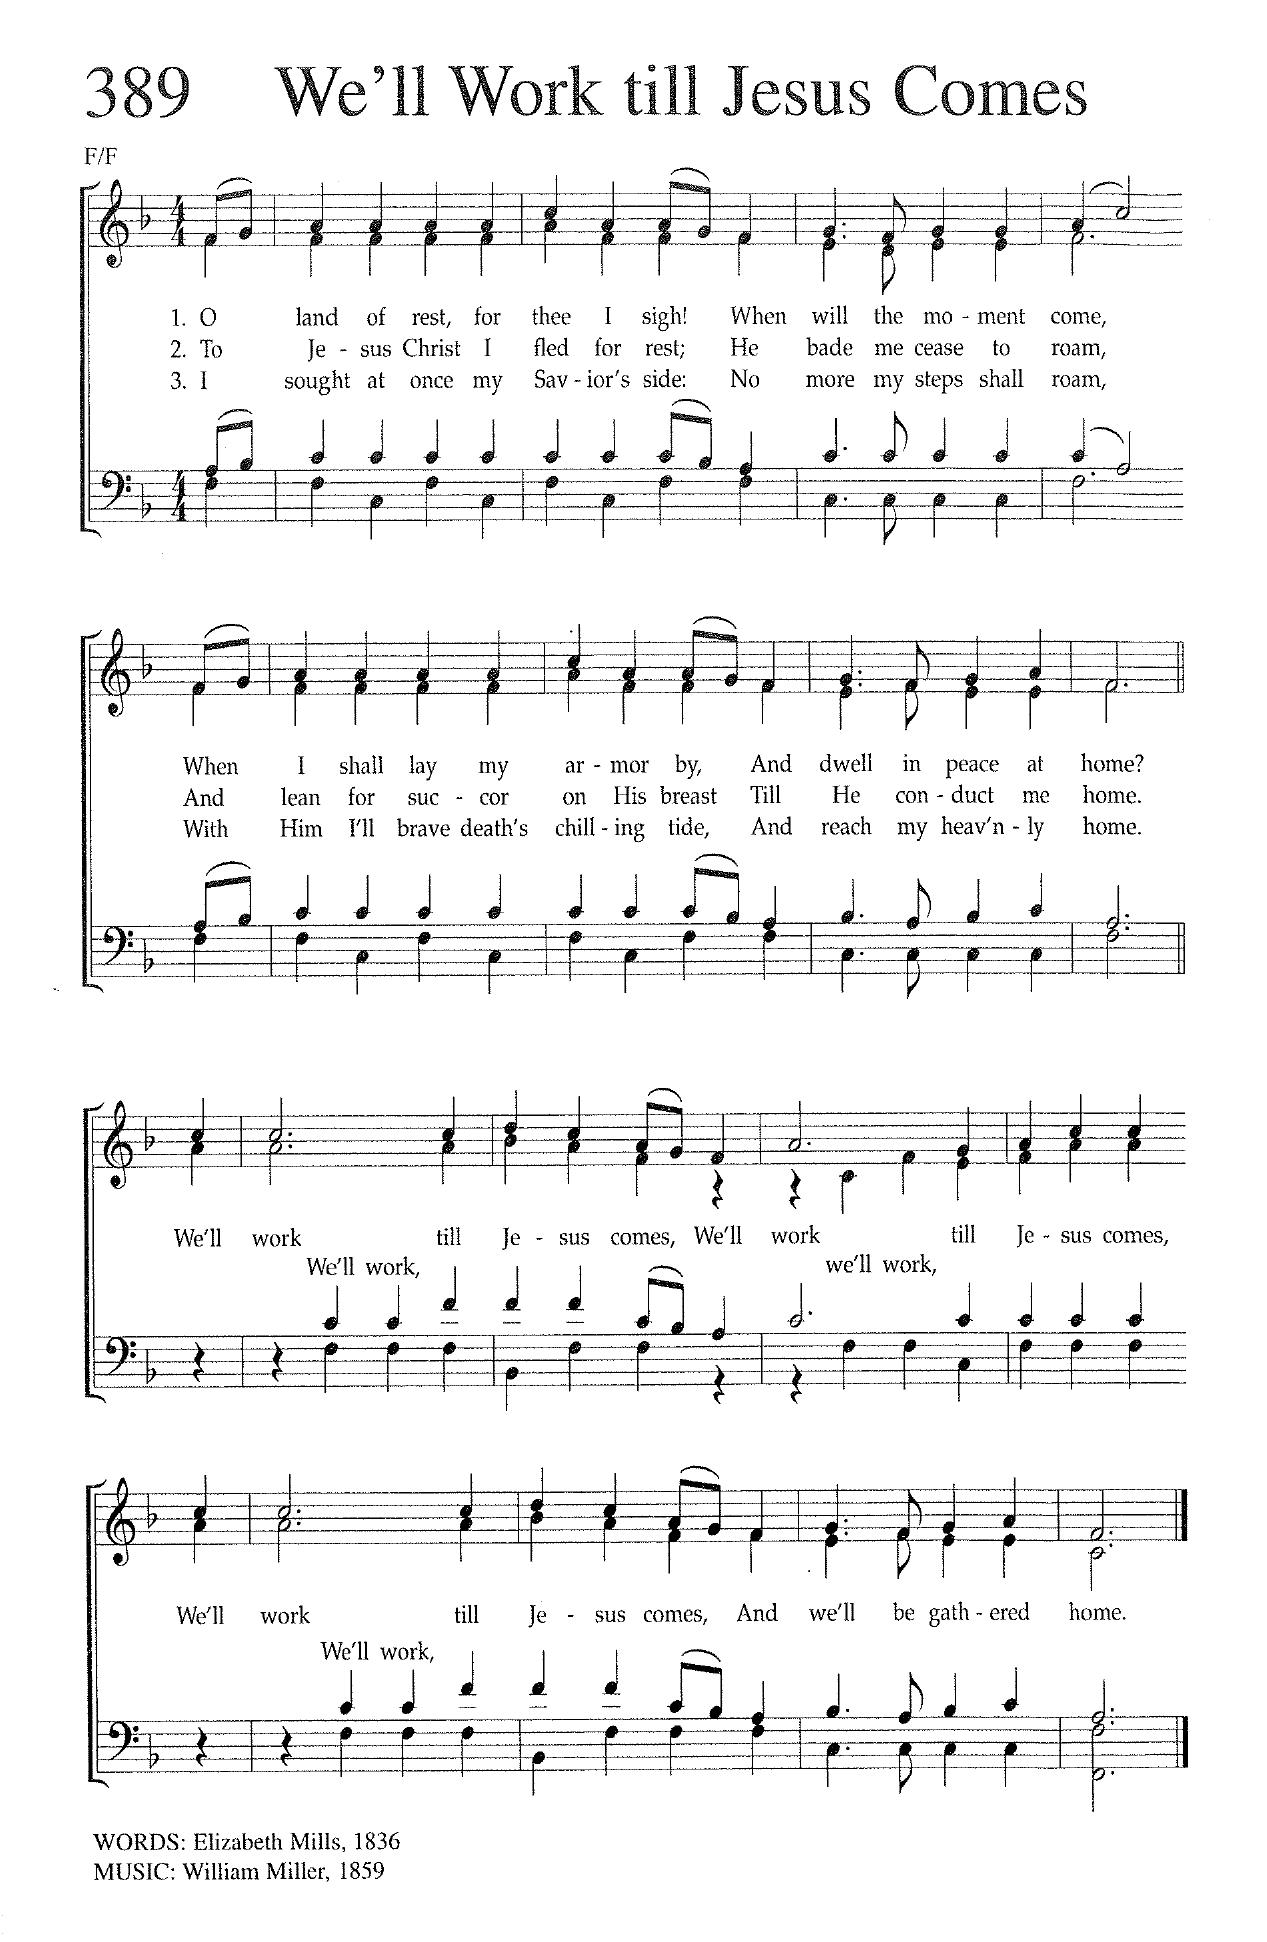 389 We'll Work till Jesus Comes
F/F
4 4
1. O land of rest, for thee I sigh! When will the mo - ment come,
2. To Je - sus Christ I fled for rest; He bade me cease to roam,
3. I sought at once my Sav - ior's side: No more my steps shall roam,
4 4
When I shall lay my ar - mor by, And dwell in peace at home?
And lean for suc - cor on His breast Till He con - duct me home.
With Him I'll brave death's chill - ing tide, And reach my heav'n - ly home.
We'll work till Je - sus comes, We'll work till Je - sus comes,
We'll work, we'll work,
We'll work till Je - sus comes, And we'll be gath - ered home.
We'll work,
WORDS: Elizabeth Mills, 1836
MUSIC: William Miller, 1859